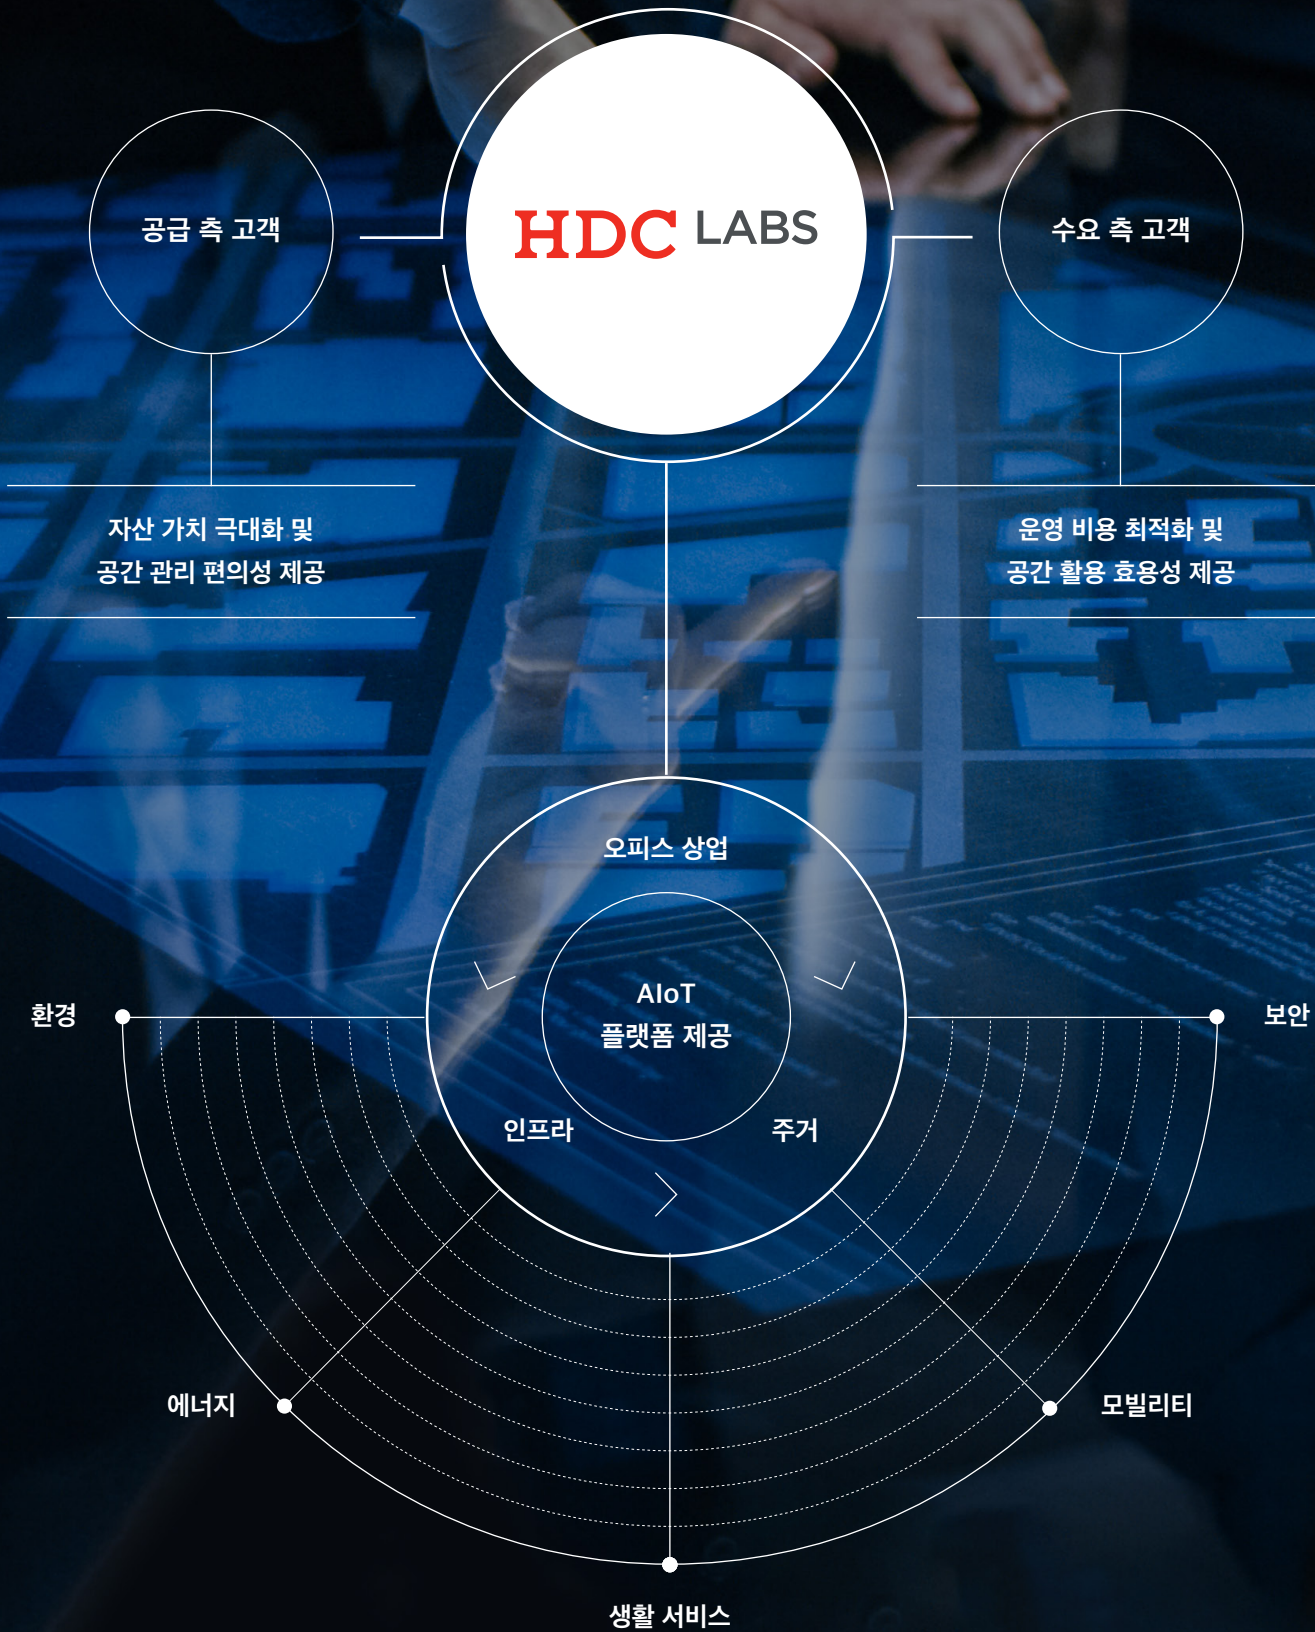 HDC LABS
공급 측 고객
수요 측 고객
자산 가치 극대화 및
공간 관리 편의성 제공
운영 비용 최적화 및
공간 활용 효용성 제공
오피스 상업
AIoT
플랫폼 제공
인프라
주거
환경
보안
에너지
모빌리티
생활 서비스